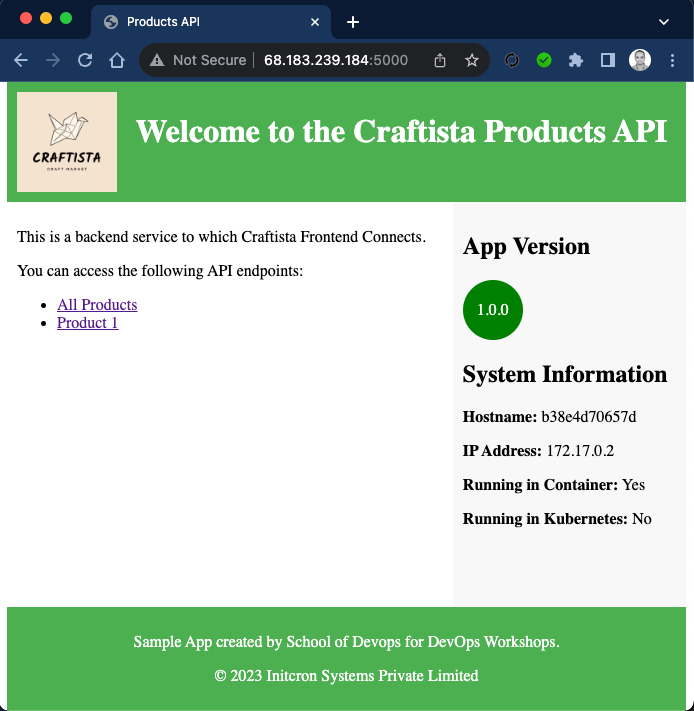 Products API
Not Secure
68.183.239.184:5000
CRAFTISTA
CRAFT MARKET
Welcome to the Craftista Products API
This is a backend service to which Craftista Frontend Connects.
You can access the following API endpoints:
All Products
Product 1
App Version
1.0.0
System Information
Hostname: b38e4d70657d
IP Address: 172.17.0.2
Running in Container: Yes
Running in Kubernetes: No
Sample App created by School of Devops for DevOps Workshops.
© 2023 Initcron Systems Private Limited